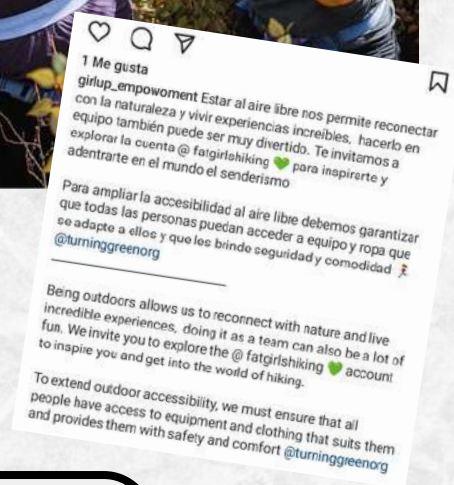 1 Me gusta
girlup_empowoment Estar al aire libre nos permite reconectar
con la naturaleza y vivir experiencias increíbles, hacerlo en
equipo también puede ser muy divertido. Te invitamos a
explorar la cuenta @ fatgirlshiking 💚 para inspirarte y
adentrarte en el mundo el senderismo
Para ampliar la accesibilidad al aire libre debemos garantizar
que todas las personas puedan acceder a equipo y ropa que
se adapte a ellos y que les brinde seguridad y comodidad 🏃
@turninggreenorg
Being outdoors allows us to reconnect with nature and live
incredible experiences, doing it as a team can also be a lot of
fun. We invite you to explore the @ fatgirlshiking 💚 account
to inspire you and get into the world of hiking.
To extend outdoor accessibility, we must ensure that all
people have access to equipment and clothing that suits them
and provides them with safety and comfort @turninggreenorg